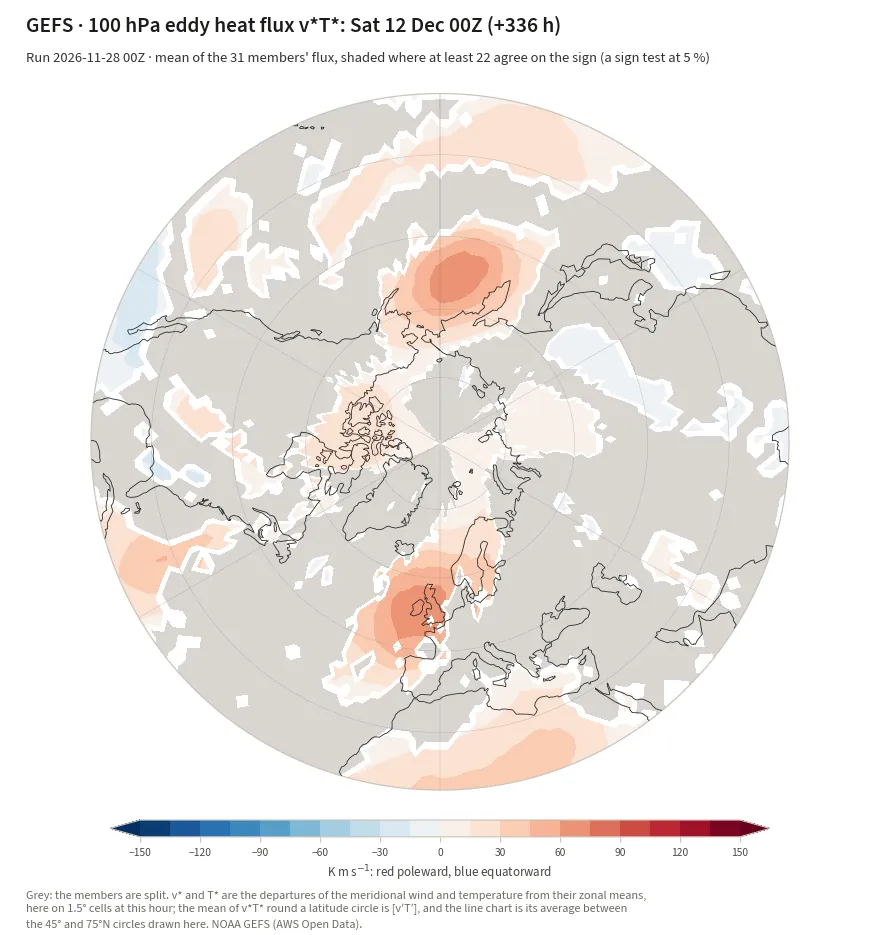 GEFS · 100 hPa eddy heat flux v*T*: Sat 12 Dec 00Z (+336 h)
Run 2026-11-28 00Z · mean of the 31 members' flux, shaded where at least 22 agree on the sign (a sign test at 5 %)
−150 −120 −90 −60 −30 0 30 60 90 120 150
K m s⁻¹: red poleward, blue equatorward
Grey: the members are split. v* and T* are the departures of the meridional wind and temperature from their zonal means,
here on 1.5° cells at this hour; the mean of v*T* round a latitude circle is [v'T'], and the line chart is its average between
the 45° and 75°N circles drawn here. NOAA GEFS (AWS Open Data).